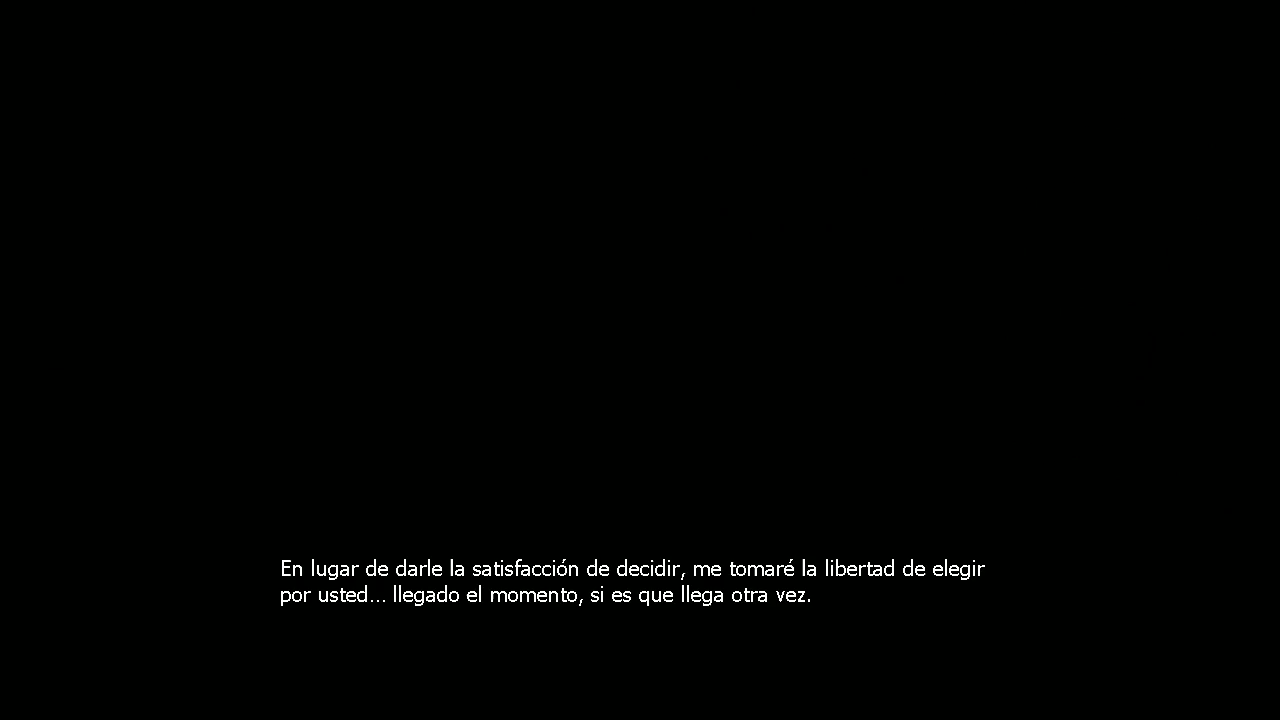 En lugar de darle la satisfacción de decidir, me tomaré la libertad de elegir
por usted... llegado el momento, si es que llega otra vez.